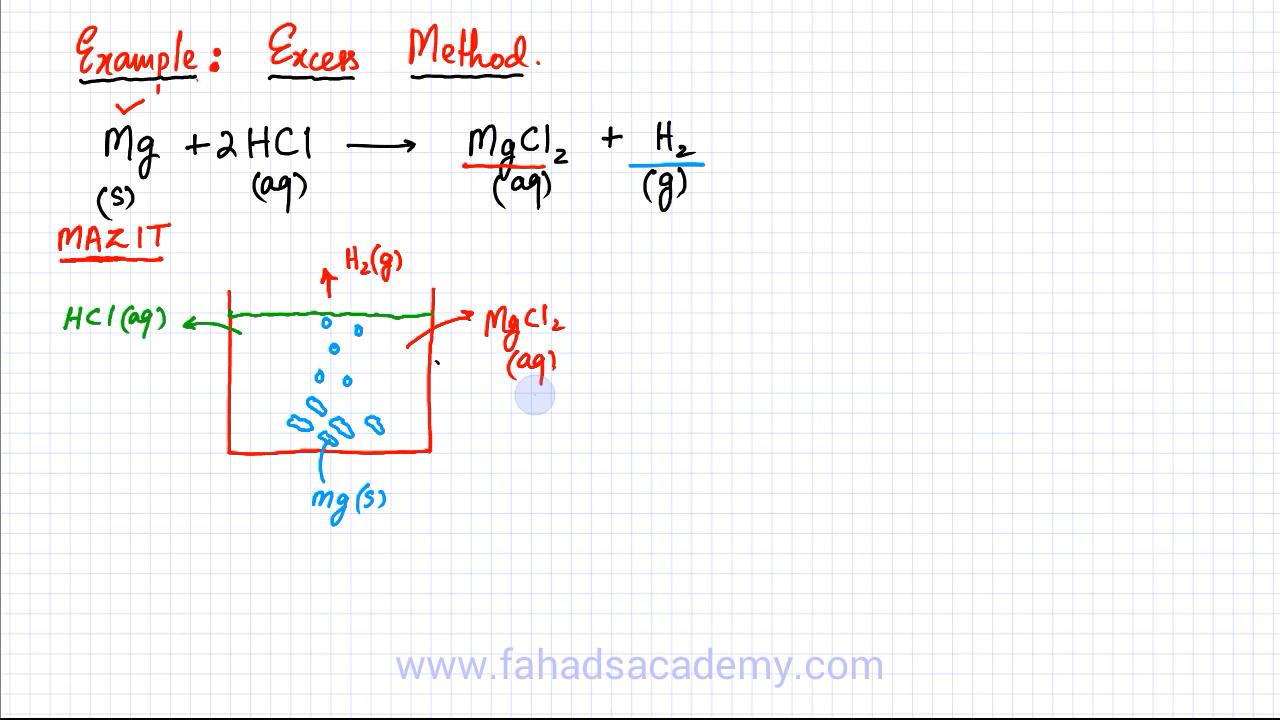 Example: Excess Method.
Mg + 2HCl → MgCl₂ + H₂
(s) (aq) (aq) (g)
MAZIT
H₂(g)
HCl(aq)
MgCl₂
(aq)
Mg(s)
www.fahadsacademy.com